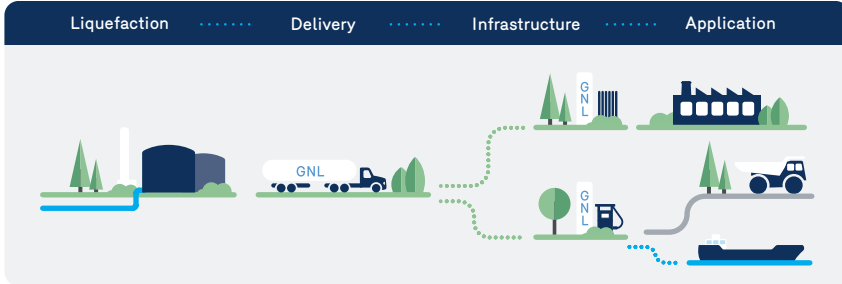 Liquefaction
Delivery
Infrastructure
Application
GNL
GNL
GNL